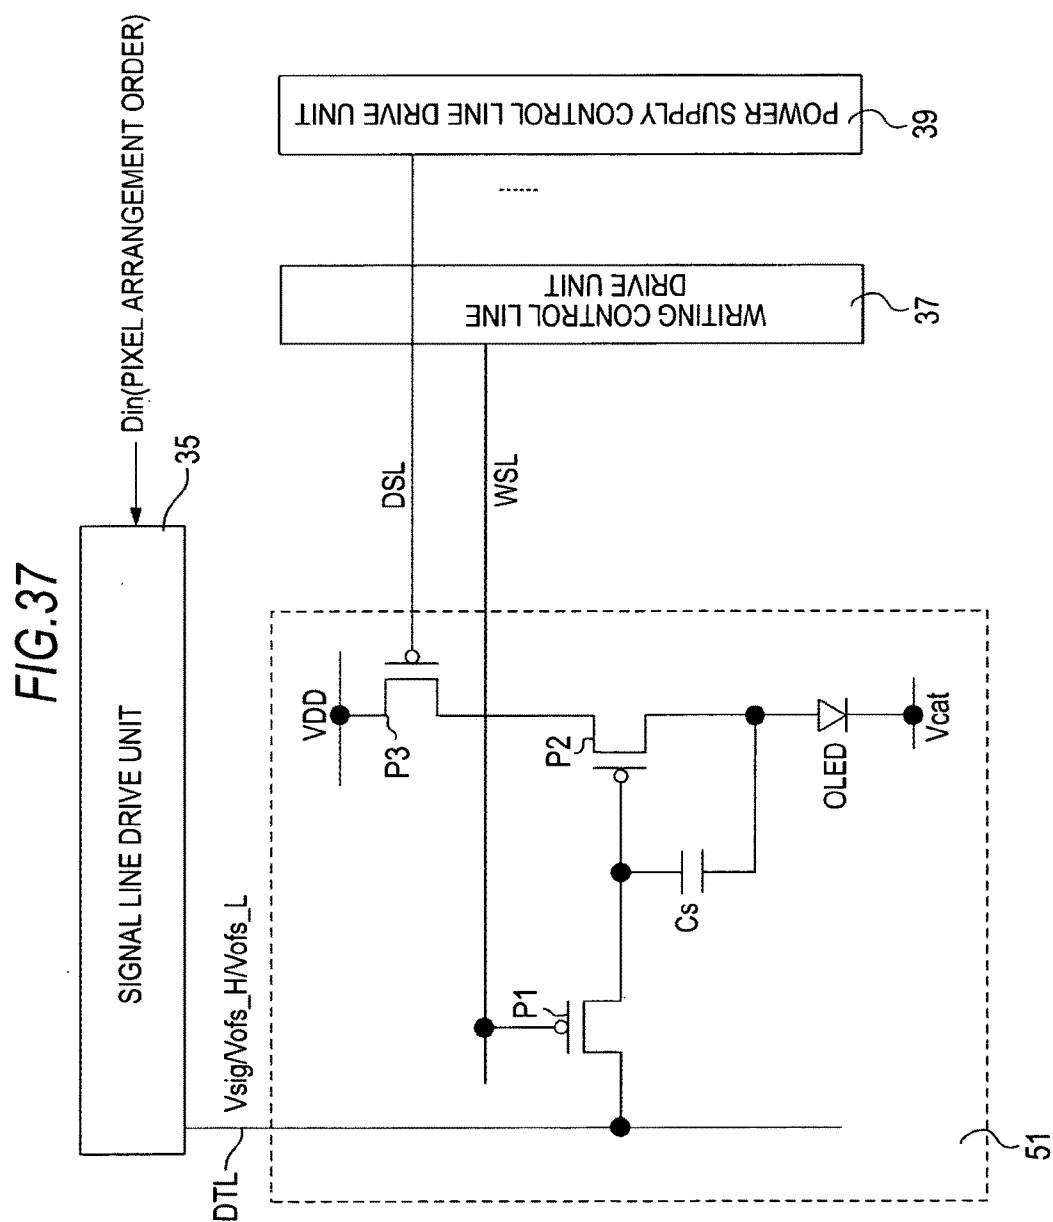 FIG.37
Din(PIXEL ARRANGEMENT ORDER)
35
SIGNAL LINE DRIVE UNIT
DTL
Vsig/Vofs_H/Vofs_L
VDD
P3
DSL
WSL
P1
P2
Cs
OLED
Vcat
51
WRITING CONTROL LINE
DRIVE UNIT
37
POWER SUPPLY CONTROL LINE DRIVE UNIT
39